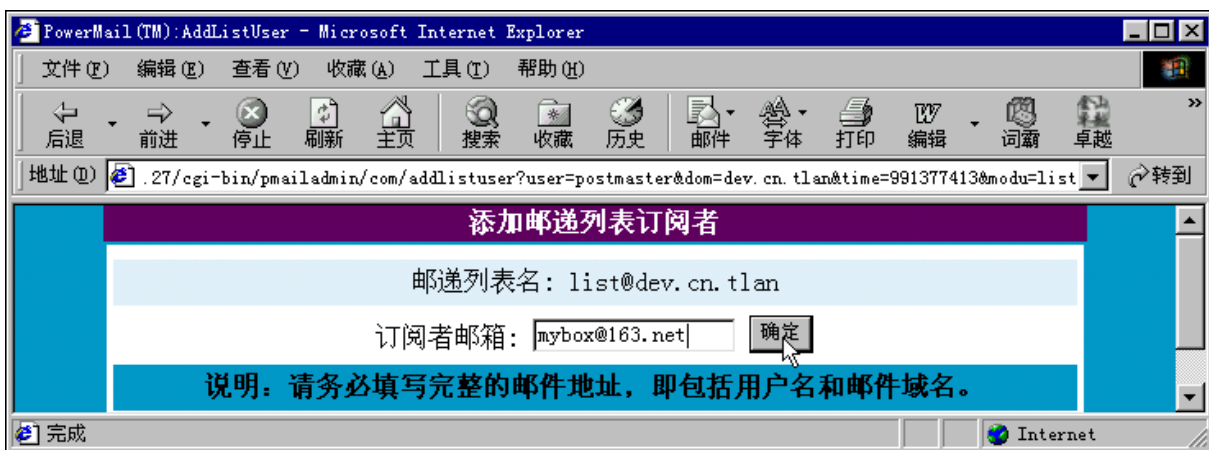 PowerMail(TM):AddListUser - Microsoft Internet Explorer
文件(F) 编辑(E) 查看(V) 收藏(A) 工具(T) 帮助(H)
后退 前进 停止 刷新 主页 搜索 收藏 历史 邮件 字体 打印 编辑 词霸 卓越 »
地址(D) .27/cgi-bin/pmailadmin/com/addlistuser?user=postmaster&dom=dev.cn.tlan&time=991377413&modu=list 转到
添加邮递列表订阅者
邮递列表名: list@dev.cn.tlan
订阅者邮箱: mybox@163.net 确定
说明: 请务必填写完整的邮件地址, 即包括用户名和邮件域名。
完成 Internet